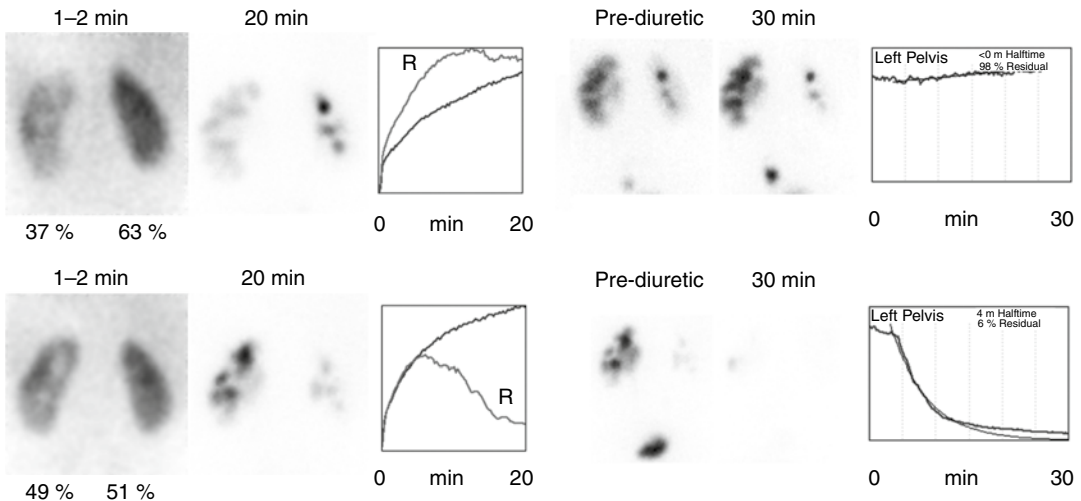 1–2 min 20 min Pre-diuretic 30 min
R
Left Pelvis
<0 m Halftime
98 % Residual
0 min 20
0 min 30
37 % 63 %
1–2 min 20 min Pre-diuretic 30 min
R
Left Pelvis
4 m Halftime
6 % Residual
0 min 20
0 min 30
49 % 51 %